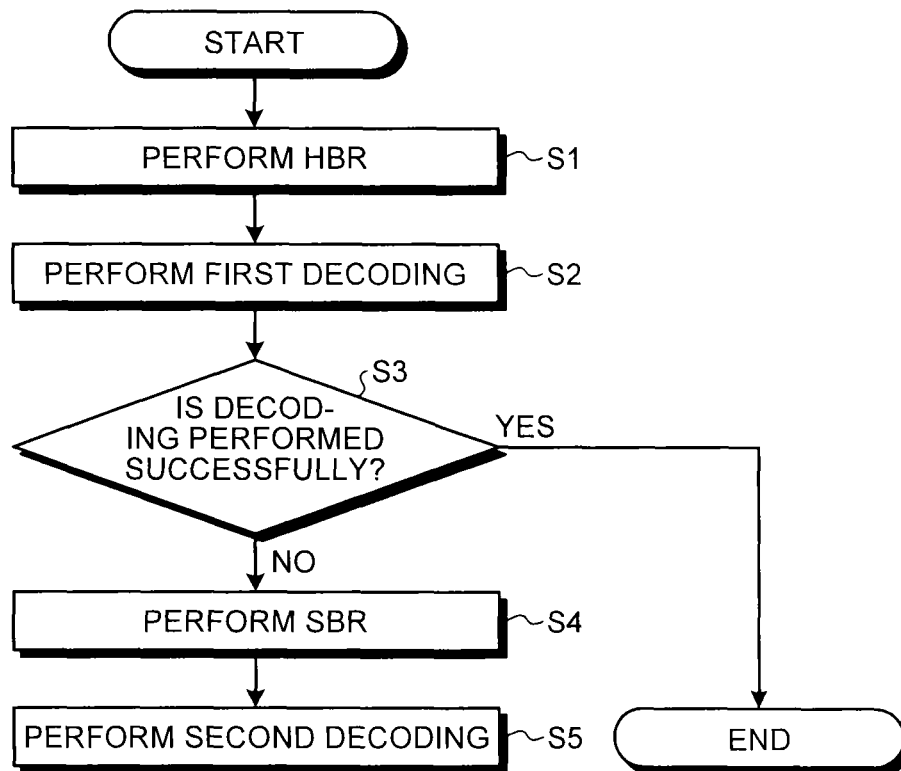 START
PERFORM HBR
S1
PERFORM FIRST DECODING
S2
S3
IS DECOD-
ING PERFORMED
SUCCESSFULLY?
YES
NO
PERFORM SBR
S4
PERFORM SECOND DECODING
S5
END